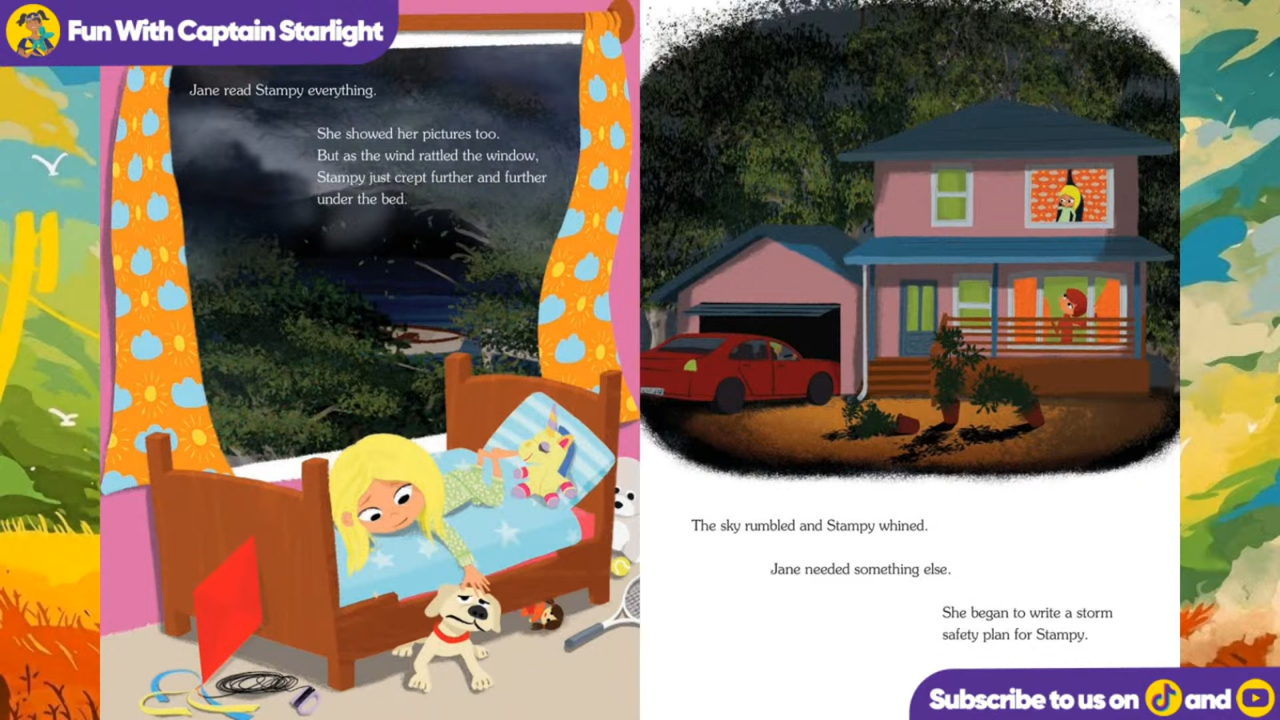 Fun With Captain Starlight
Jane read Stampy everything.
She showed her pictures too.
But as the wind rattled the window,
Stampy just crept further and further
under the bed.
The sky rumbled and Stampy whined.
Jane needed something else.
She began to write a storm
safety plan for Stampy.
Subscribe to us on and